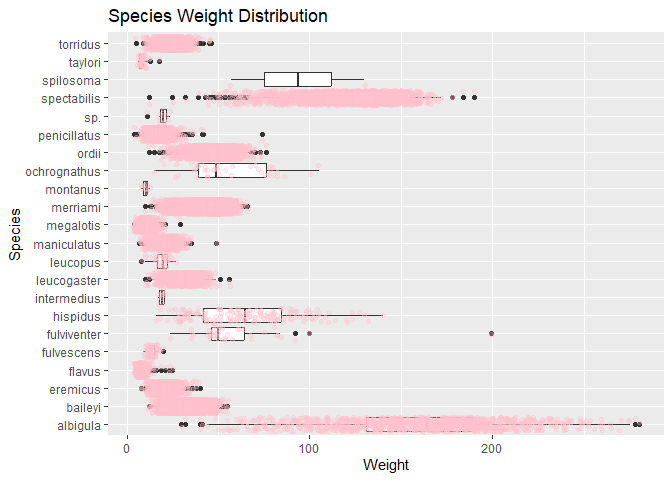 Species Weight Distribution
Species
torridus
taylori
spilosoma
spectabilis
sp.
penicillatus
ordii
ochrognathus
montanus
merriami
megalotis
maniculatus
leucopus
leucogaster
intermedius
hispidus
fulviventer
fulvescens
flavus
eremicus
baileyi
albigula
0 100 200
Weight